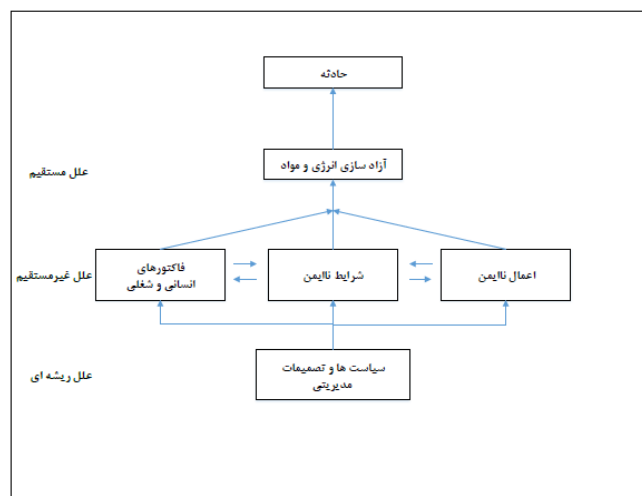 حادثه
علل مستقیم
آزاد سازی انرژی و مواد
علل غیرمستقیم
اعمال ناایمن
شرایط ناایمن
فاکتورهای
انسانی و شغلی
علل ریشه ای
سیاست ها و تصمیمات
مدیریتی